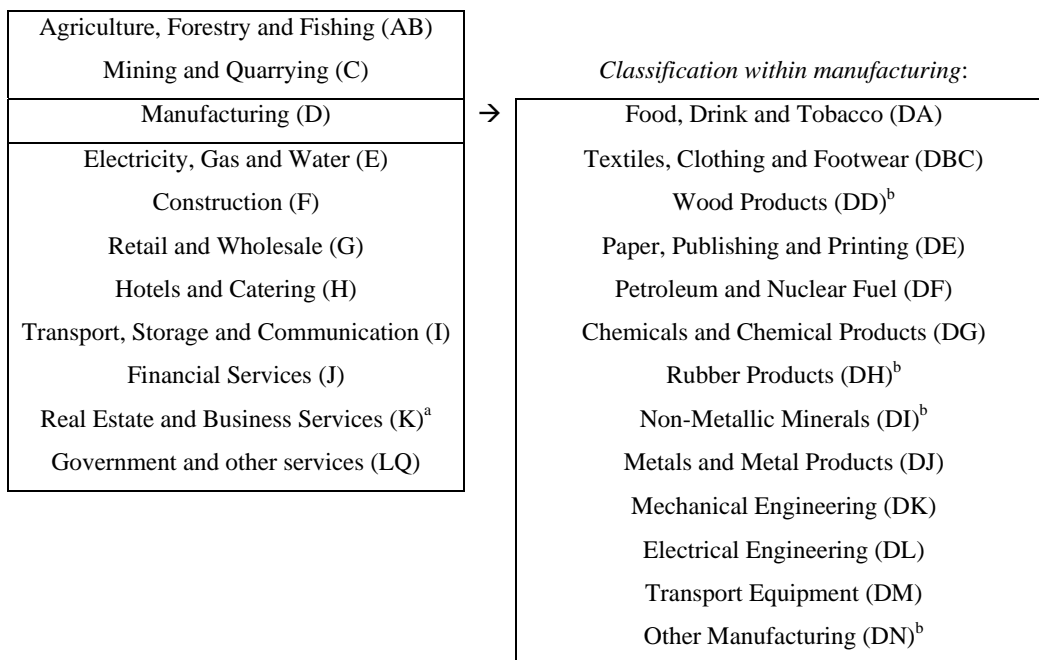 Agriculture, Forestry and Fishing (AB)
Mining and Quarrying (C)
Manufacturing (D)
Electricity, Gas and Water (E)
Construction (F)
Retail and Wholesale (G)
Hotels and Catering (H)
Transport, Storage and Communication (I)
Financial Services (J)
Real Estate and Business Services (K)a
Government and other services (LQ)
→
Classification within manufacturing:
Food, Drink and Tobacco (DA)
Textiles, Clothing and Footwear (DBC)
Wood Products (DD)b
Paper, Publishing and Printing (DE)
Petroleum and Nuclear Fuel (DF)
Chemicals and Chemical Products (DG)
Rubber Products (DH)b
Non-Metallic Minerals (DI)b
Metals and Metal Products (DJ)
Mechanical Engineering (DK)
Electrical Engineering (DL)
Transport Equipment (DM)
Other Manufacturing (DN)b